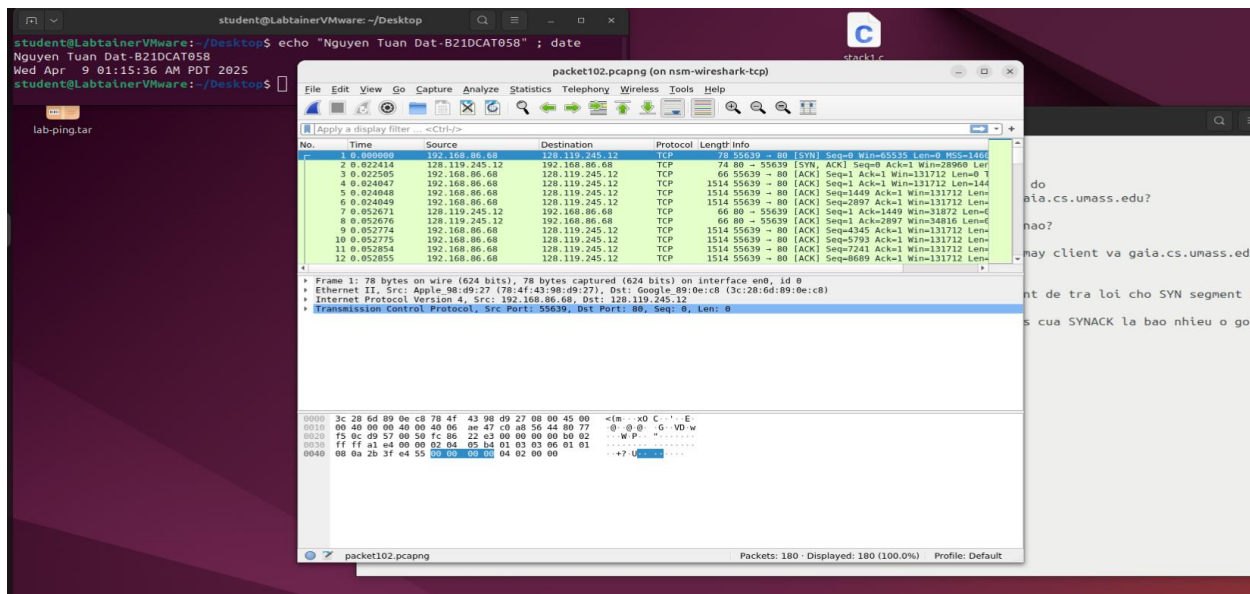 student@LabtainerVMware: ~/Desktop
student@LabtainerVMware:~/Desktop$ echo "Nguyen Tuan Dat-B21DCAT058" ; date
Nguyen Tuan Dat-B21DCAT058
Wed Apr  9 01:15:36 AM PDT 2025
student@LabtainerVMware:~/Desktop$
lab-ping.tar
C
stack1.c
packet102.pcapng (on nsm-wireshark-tcp)
File Edit View Go Capture Analyze Statistics Telephony Wireless Tools Help
Apply a display filter ... <Ctrl-/>
No. Time Source Destination Protocol Length Info
1 0.000000 192.168.86.68 128.119.245.12 TCP 78 55639 → 80 [SYN] Seq=0 Win=65535 Len=0 MSS=1460
2 0.022414 128.119.245.12 192.168.86.68 TCP 74 80 → 55639 [SYN, ACK] Seq=0 Ack=1 Win=28960 Len
3 0.022505 192.168.86.68 128.119.245.12 TCP 66 55639 → 80 [ACK] Seq=1 Ack=1 Win=131712 Len=0 T
4 0.024047 192.168.86.68 128.119.245.12 TCP 1514 55639 → 80 [ACK] Seq=1 Ack=1 Win=131712 Len=144
5 0.024048 192.168.86.68 128.119.245.12 TCP 1514 55639 → 80 [ACK] Seq=1449 Ack=1 Win=131712 Len=
6 0.024049 192.168.86.68 128.119.245.12 TCP 1514 55639 → 80 [ACK] Seq=2897 Ack=1 Win=131712 Len=
7 0.052671 128.119.245.12 192.168.86.68 TCP 66 80 → 55639 [ACK] Seq=1 Ack=1449 Win=31872 Len=0
8 0.052676 128.119.245.12 192.168.86.68 TCP 66 80 → 55639 [ACK] Seq=1 Ack=2897 Win=34816 Len=0
9 0.052774 192.168.86.68 128.119.245.12 TCP 1514 55639 → 80 [ACK] Seq=4345 Ack=1 Win=131712 Len=
10 0.052775 192.168.86.68 128.119.245.12 TCP 1514 55639 → 80 [ACK] Seq=5793 Ack=1 Win=131712 Len=
11 0.052854 192.168.86.68 128.119.245.12 TCP 1514 55639 → 80 [ACK] Seq=7241 Ack=1 Win=131712 Len=
12 0.052855 192.168.86.68 128.119.245.12 TCP 1514 55639 → 80 [ACK] Seq=8689 Ack=1 Win=131712 Len=
Frame 1: 78 bytes on wire (624 bits), 78 bytes captured (624 bits) on interface en0, id 0
Ethernet II, Src: Apple_98:d9:27 (78:4f:43:98:d9:27), Dst: Google_89:0e:c8 (3c:28:6d:89:0e:c8)
Internet Protocol Version 4, Src: 192.168.86.68, Dst: 128.119.245.12
Transmission Control Protocol, Src Port: 55639, Dst Port: 80, Seq: 0, Len: 0
0000 3c 28 6d 89 0e c8 78 4f 43 98 d9 27 08 00 45 00 <(m···xO C··'··E·
0010 00 40 00 00 40 00 40 06 ae 47 c0 a8 56 44 80 77 ·@··@·@· ·G··VD·w
0020 f5 0c d9 57 00 50 fc 86 22 e3 00 00 00 00 b0 02 ···W·P·· "·······
0030 ff ff a1 e4 00 00 02 04 05 b4 01 03 03 06 01 01 ········ ········
0040 08 0a 2b 3f e4 55 00 00 00 00 04 02 00 00 ··+?·U·· ······
packet102.pcapng
Packets: 180 · Displayed: 180 (100.0%)
Profile: Default
do
aia.cs.umass.edu?
nao?
may client va gaia.cs.umass.ed
nt de tra loi cho SYN segment
s cua SYNACK la bao nhieu o go